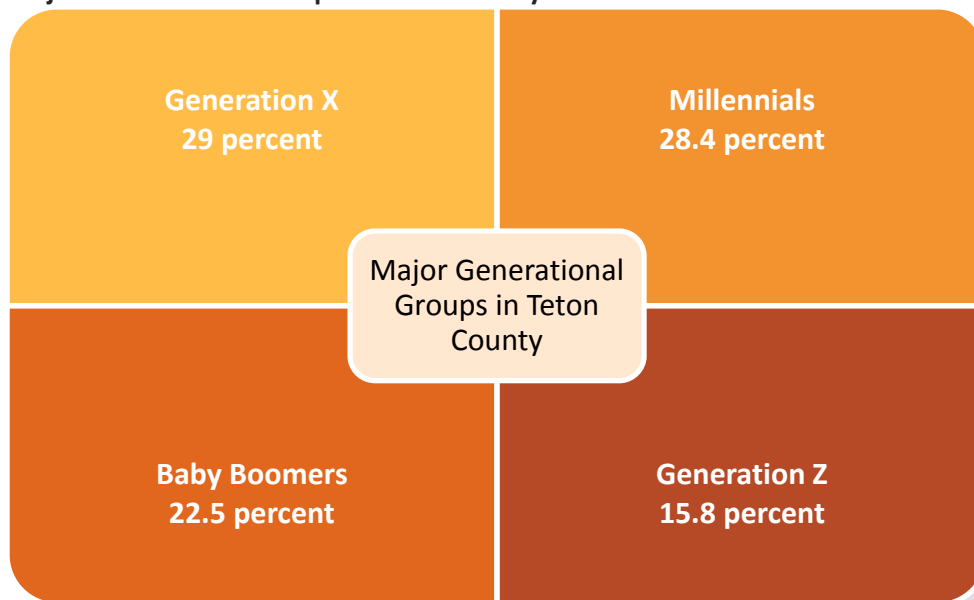 Generation X
29 percent
Millennials
28.4 percent
Major Generational
Groups in Teton
County
Baby Boomers
22.5 percent
Generation Z
15.8 percent